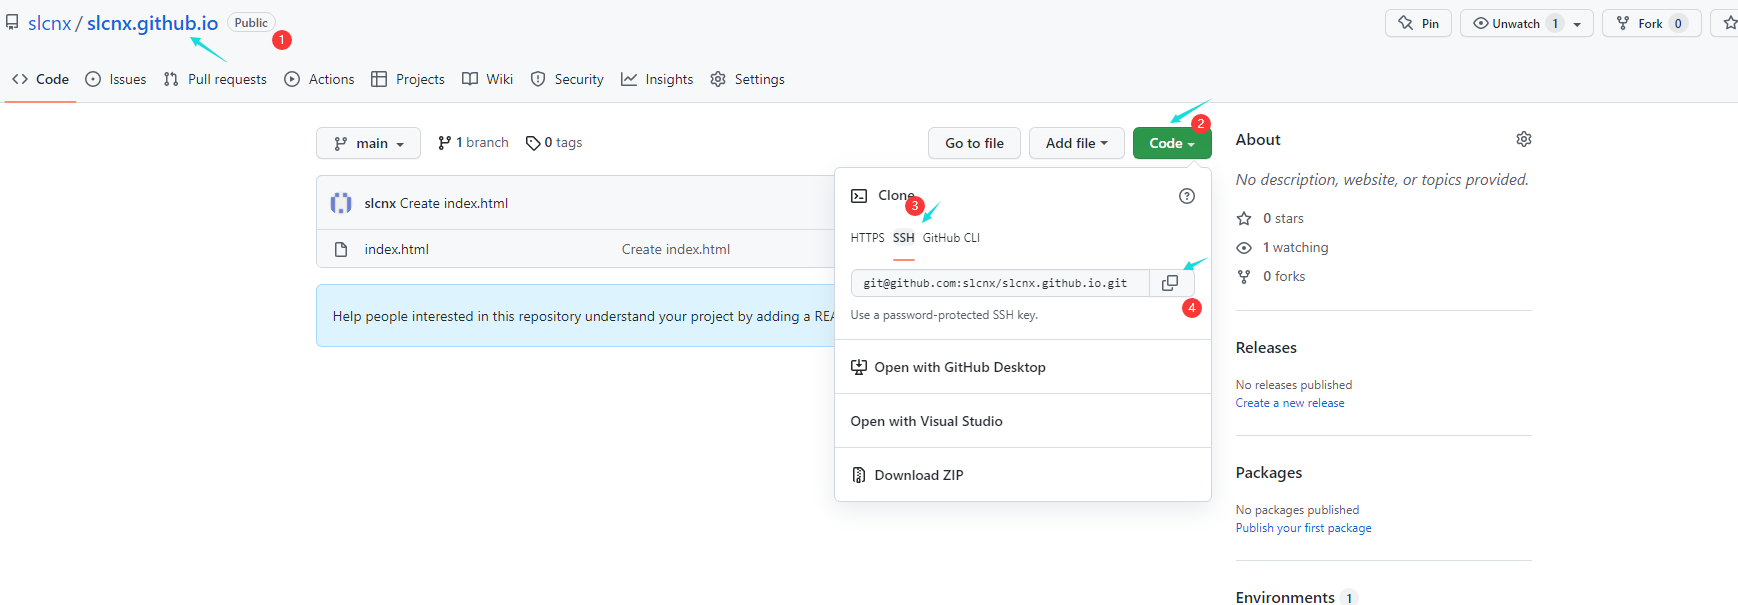 slcnx / slcnx.github.io Public
1
Pin
Unwatch 1
Fork 0
Code
Issues
Pull requests
Actions
Projects
Wiki
Security
Insights
Settings
main
1 branch
0 tags
Go to file
Add file
Code
2
slcnx Create index.html
index.html
Create index.html
Help people interested in this repository understand your project by adding a REA
Clone
3
HTTPS SSH GitHub CLI
git@github.com:slcnx/slcnx.github.io.git
4
Use a password-protected SSH key.
Open with GitHub Desktop
Open with Visual Studio
Download ZIP
About
No description, website, or topics provided.
0 stars
1 watching
0 forks
Releases
No releases published
Create a new release
Packages
No packages published
Publish your first package
Environments 1